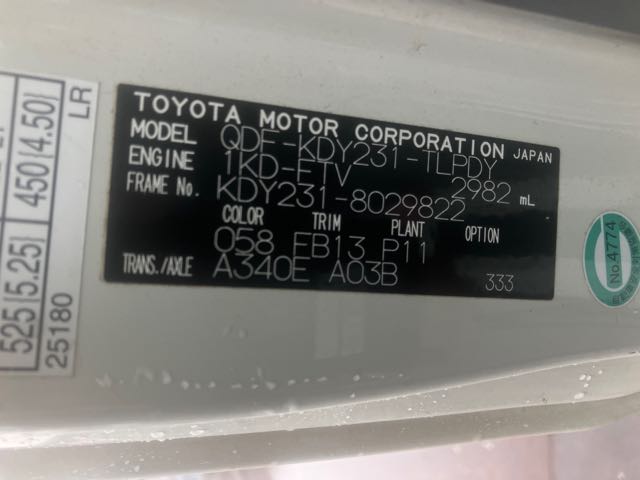 TOYOTA MOTOR CORPORATION JAPAN
MODEL QDF-KDY231-TLPDY
ENGINE 1KD-FTV 2982 mL
FRAME No. KDY231-8029822
COLOR TRIM PLANT OPTION
058 FB13 P11
TRANS./AXLE A340E A03B 333
LR
450(4.50)
525(5.25)
25180
No.4774